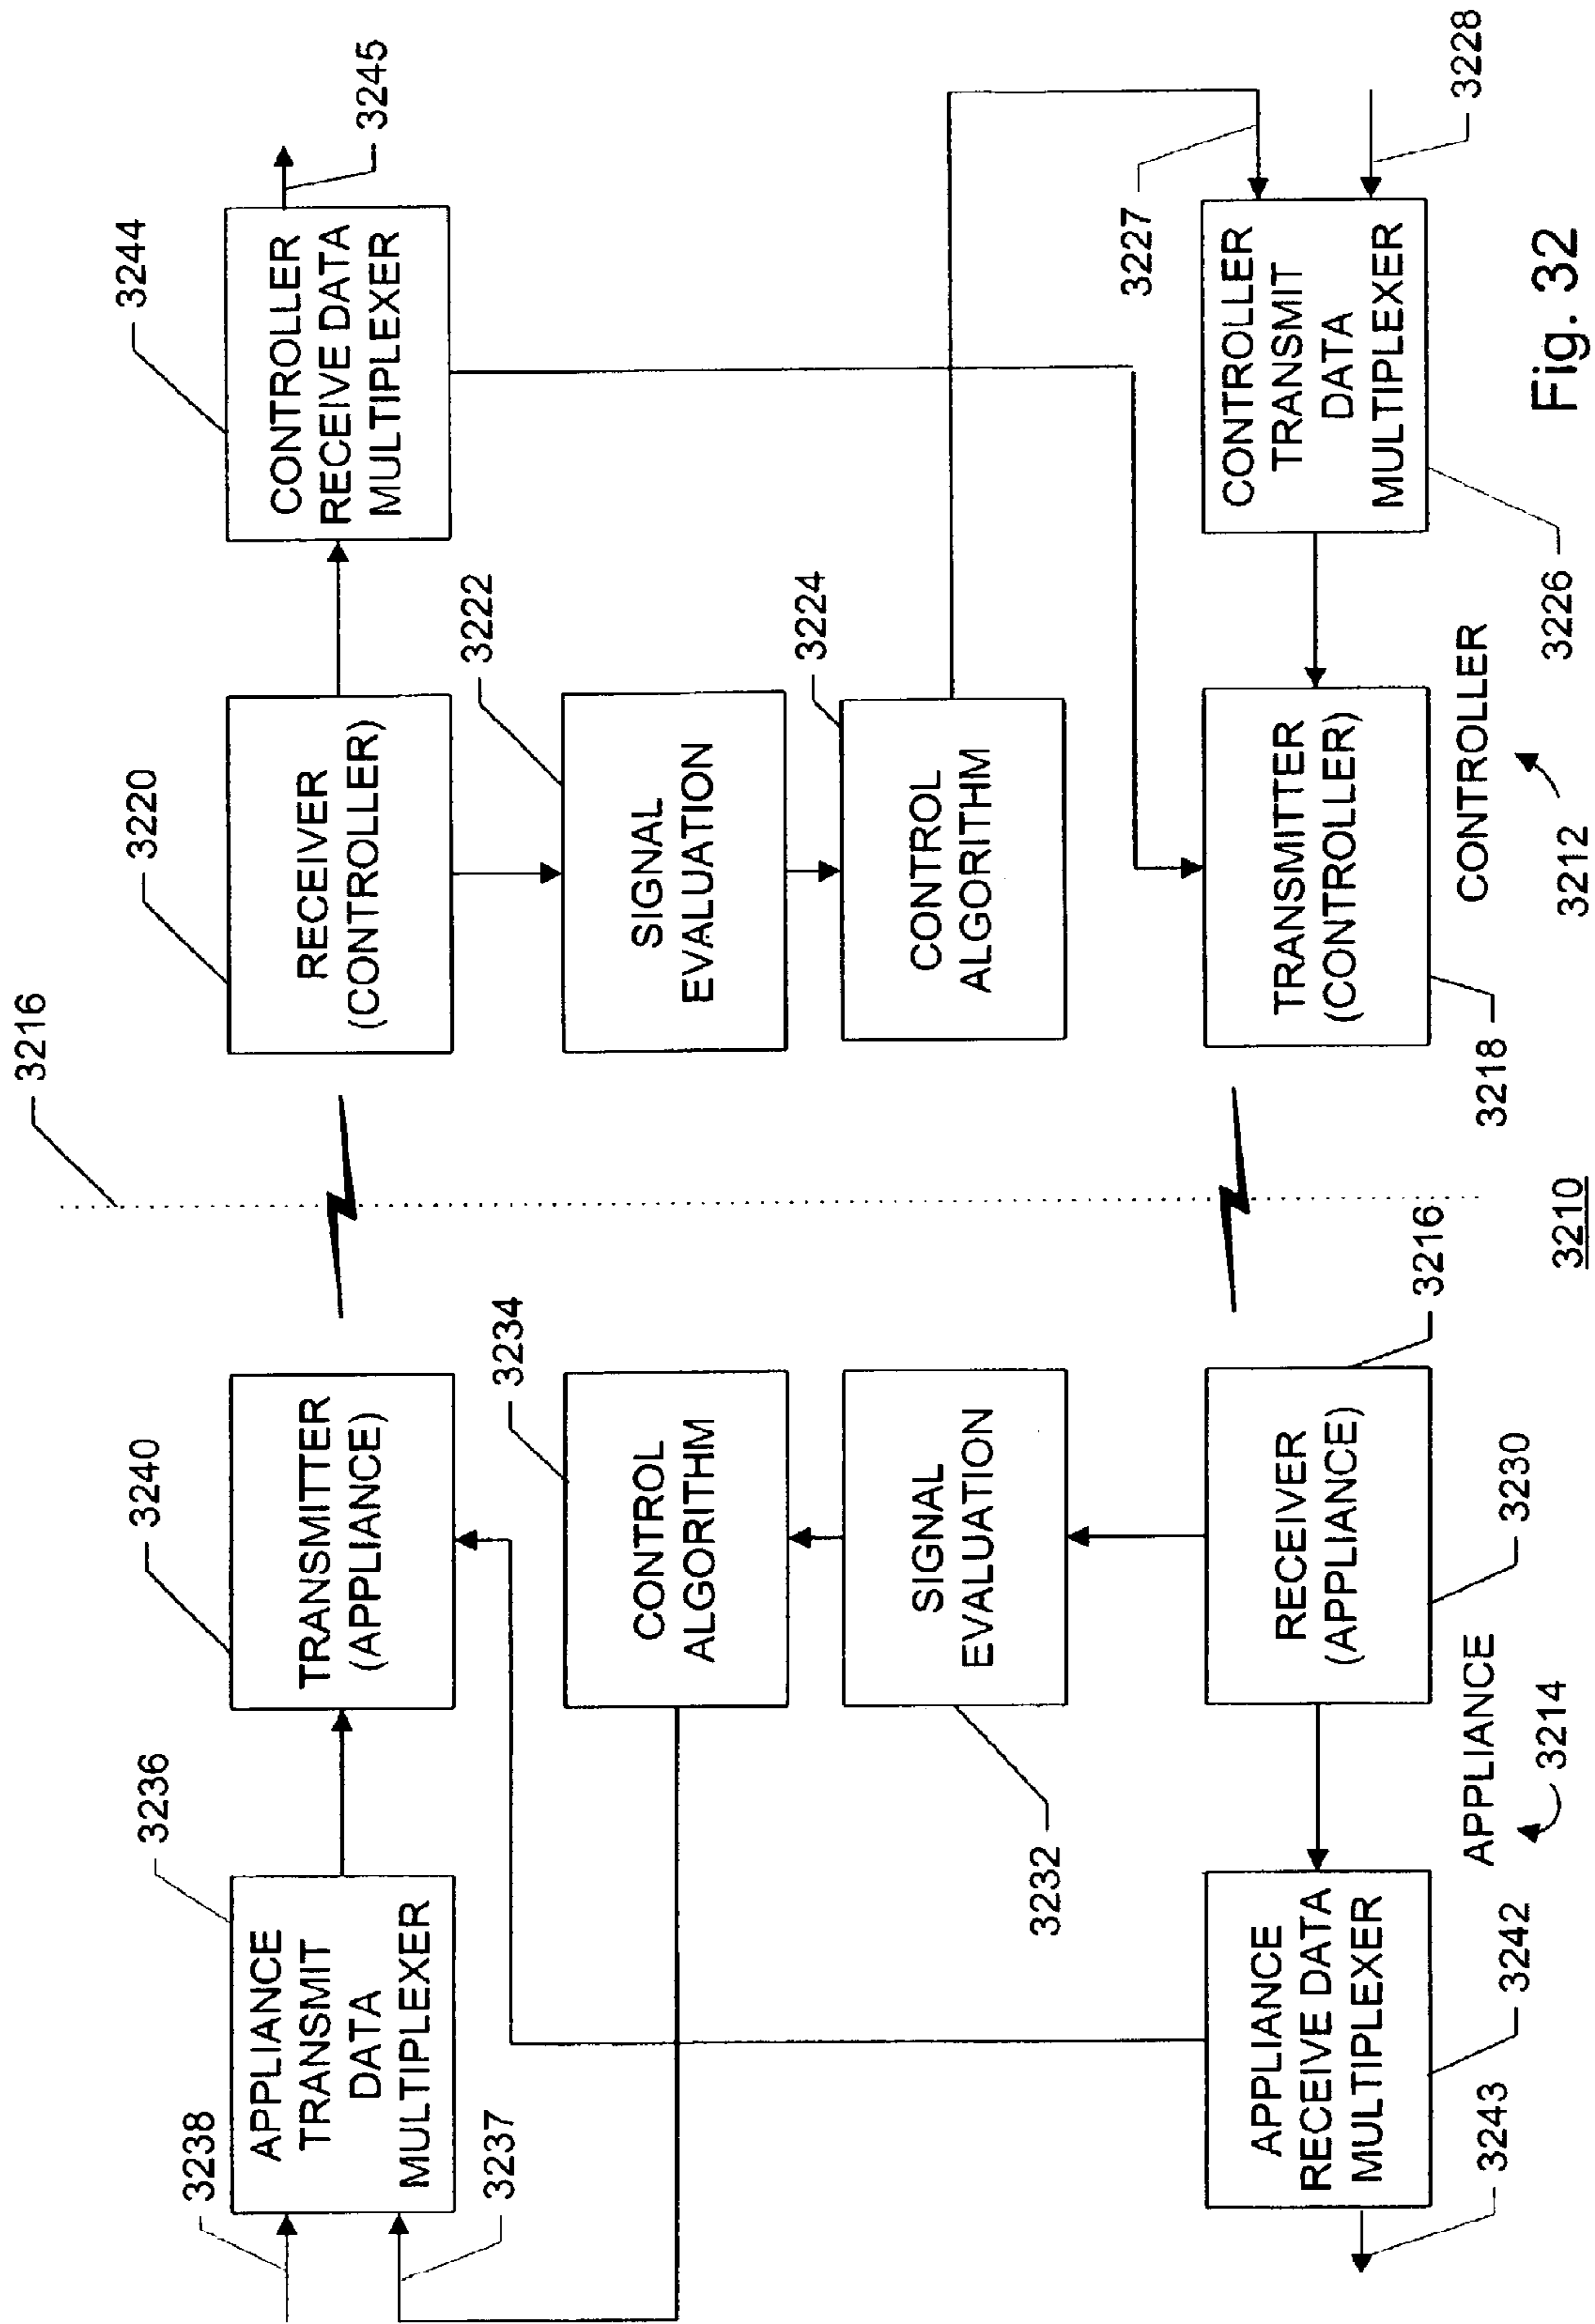 3216
3238
APPLIANCE
TRANSMIT
DATA
MULTIPLEXER
3236
3237
3240
TRANSMITTER
(APPLIANCE)
3220
RECEIVER
(CONTROLLER)
3244
CONTROLLER
RECEIVE DATA
MULTIPLEXER
3245
3234
CONTROL
ALGORITHM
3222
SIGNAL
EVALUATION
3232
SIGNAL
EVALUATION
3224
CONTROL
ALGORITHM
3243
APPLIANCE
RECEIVE DATA
MULTIPLEXER
3242
RECEIVER
(APPLIANCE)
3230
3216
TRANSMITTER
(CONTROLLER)
3218
3227
CONTROLLER
TRANSMIT
DATA
MULTIPLEXER
3228
3226
APPLIANCE
3214
3210
CONTROLLER
3212
Fig. 32